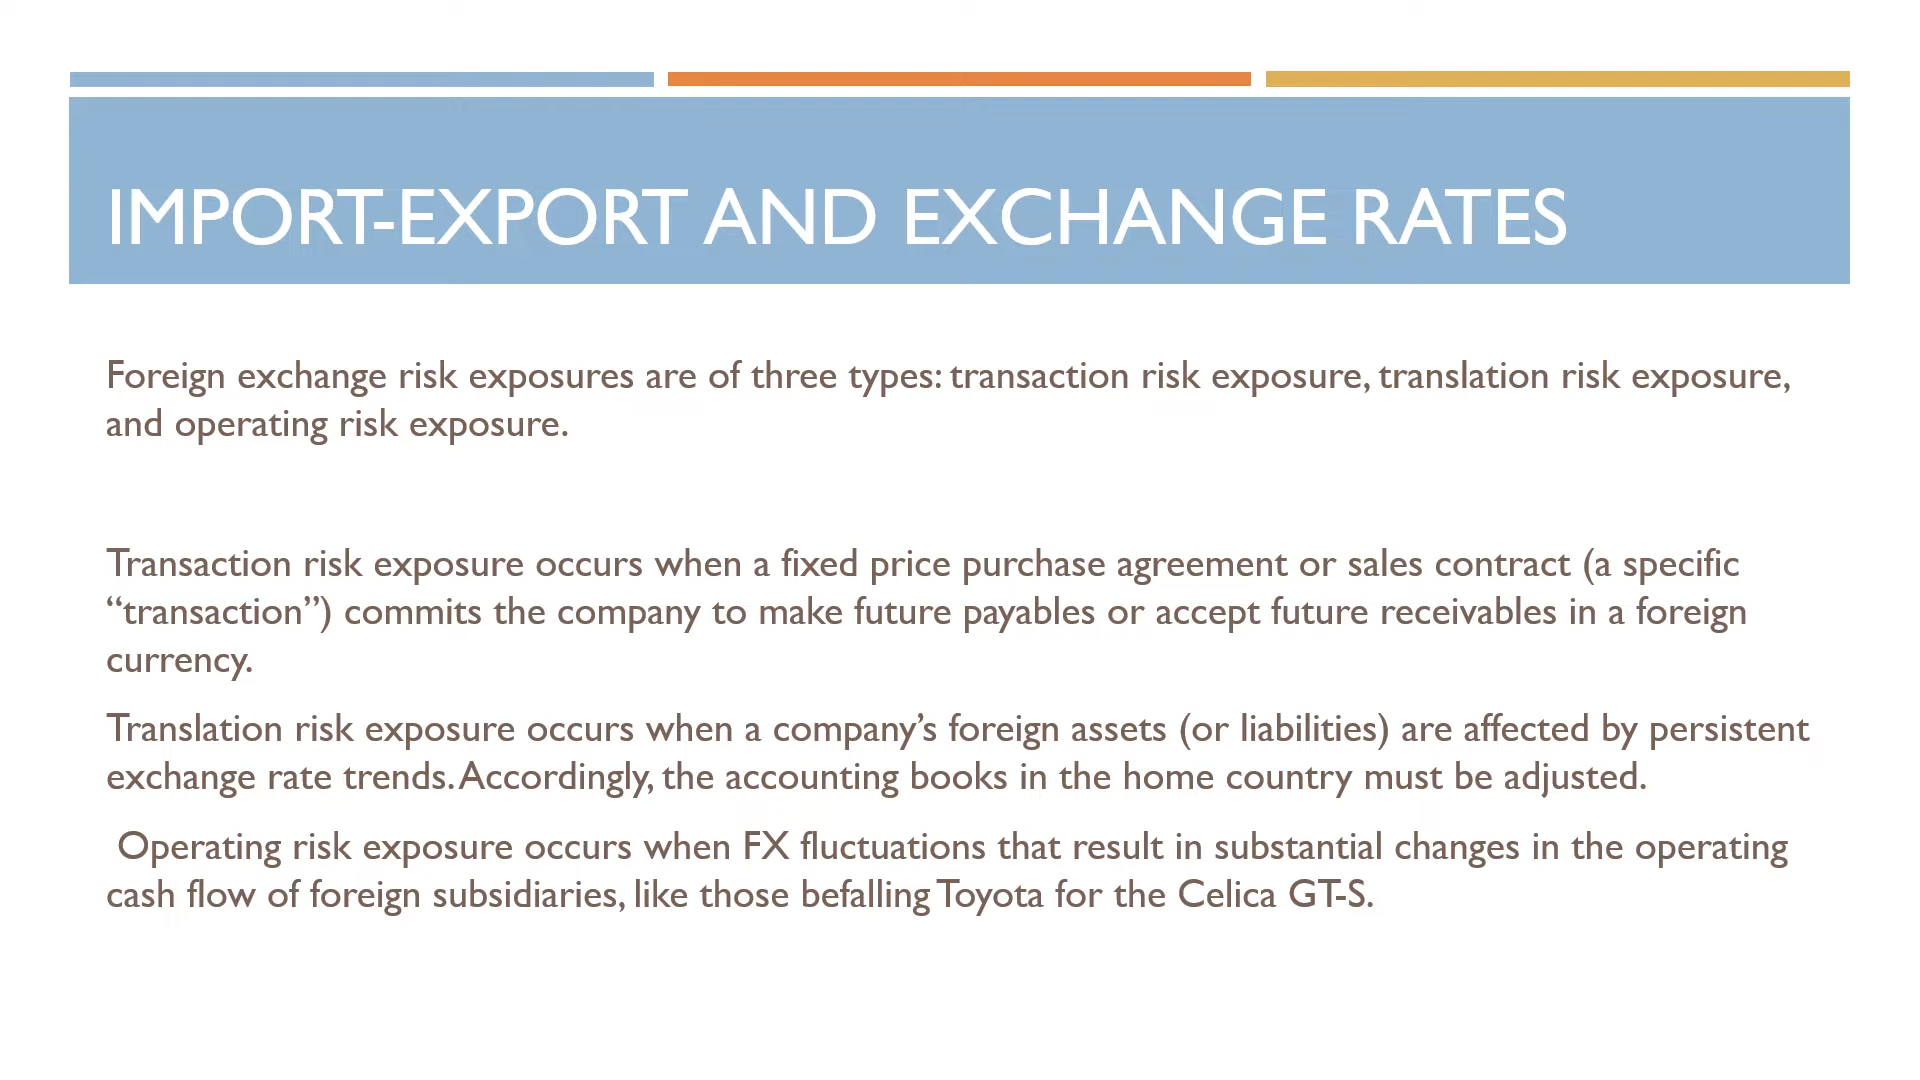 IMPORT-EXPORT AND EXCHANGE RATES
Foreign exchange risk exposures are of three types: transaction risk exposure, translation risk exposure,
and operating risk exposure.
Transaction risk exposure occurs when a fixed price purchase agreement or sales contract (a specific
“transaction”) commits the company to make future payables or accept future receivables in a foreign
currency.
Translation risk exposure occurs when a company’s foreign assets (or liabilities) are affected by persistent
exchange rate trends. Accordingly, the accounting books in the home country must be adjusted.
Operating risk exposure occurs when FX fluctuations that result in substantial changes in the operating
cash flow of foreign subsidiaries, like those befalling Toyota for the Celica GT-S.